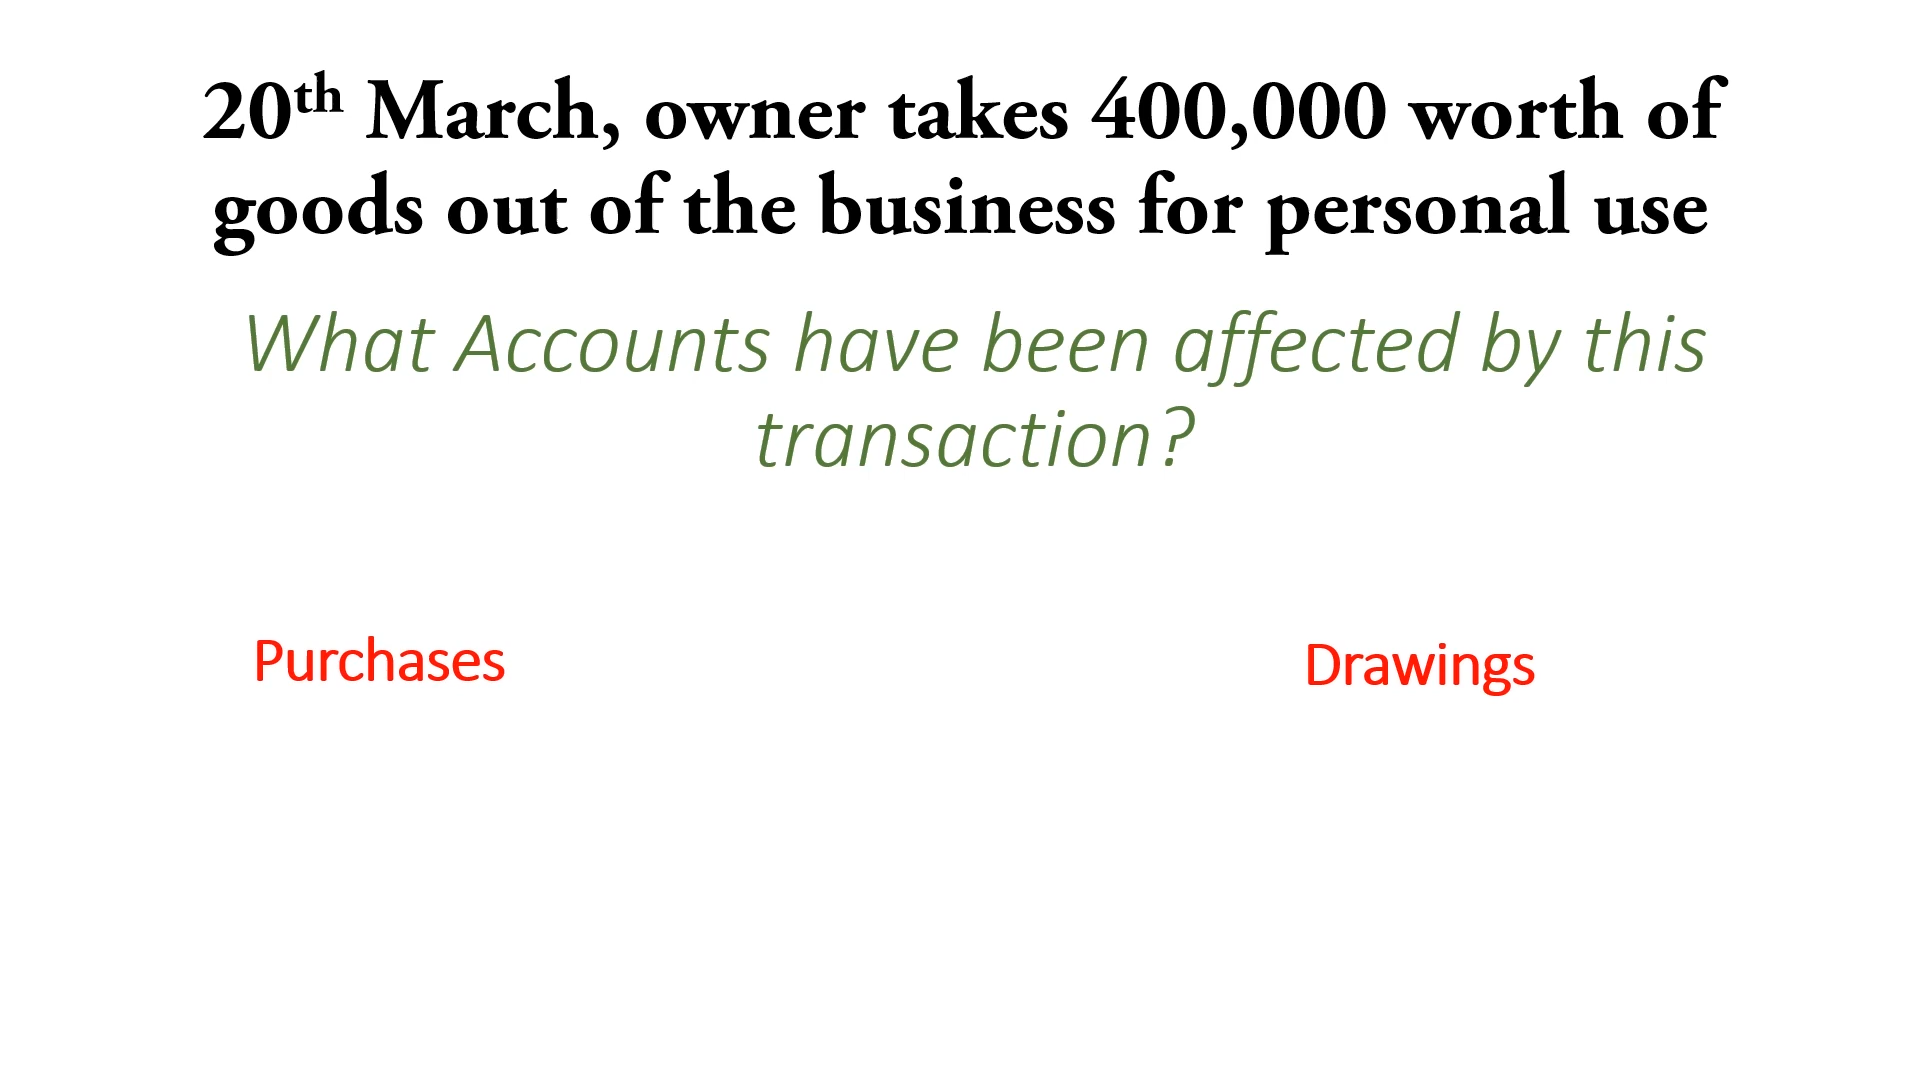 20th March, owner takes 400,000 worth of
goods out of the business for personal use
What Accounts have been affected by this
transaction?
Purchases
Drawings